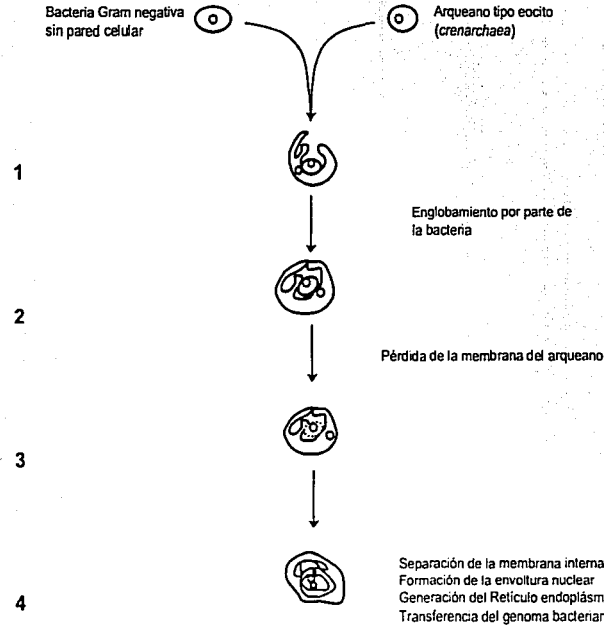 Bacteria Gram negativa
sin pared celular
Arqueano tipo eocito
(crenarchaea)
1
Englobamiento por parte de
la bacteria
2
Pérdida de la membrana del arqueano
3
Separación de la membrana interna
Formación de la envoltura nuclear
Generación del Retículo endoplásm
4
Transferencia del genoma bacterian